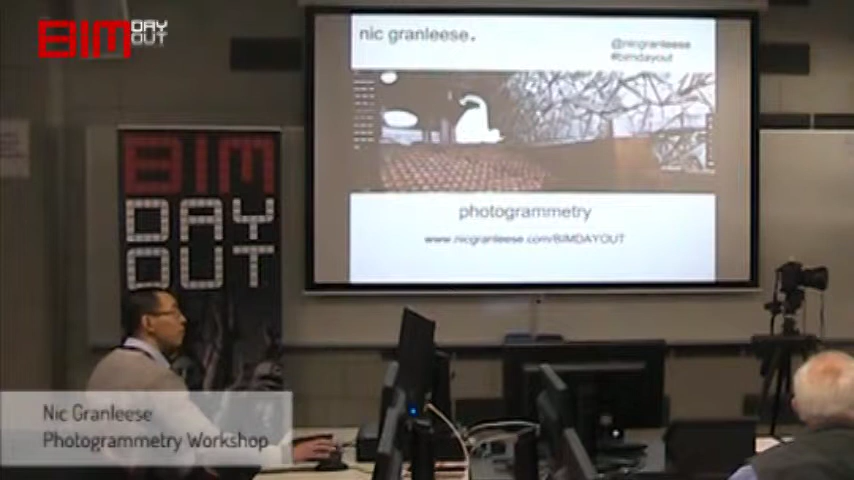 BIM DAY OUT
nic granleese.
@nicgranleese
#bimdayout
BIM
DAY
OUT
photogrammetry
www.nicgranleese.com/BIMDAYOUT
Nic Granleese
Photogrammetry Workshop